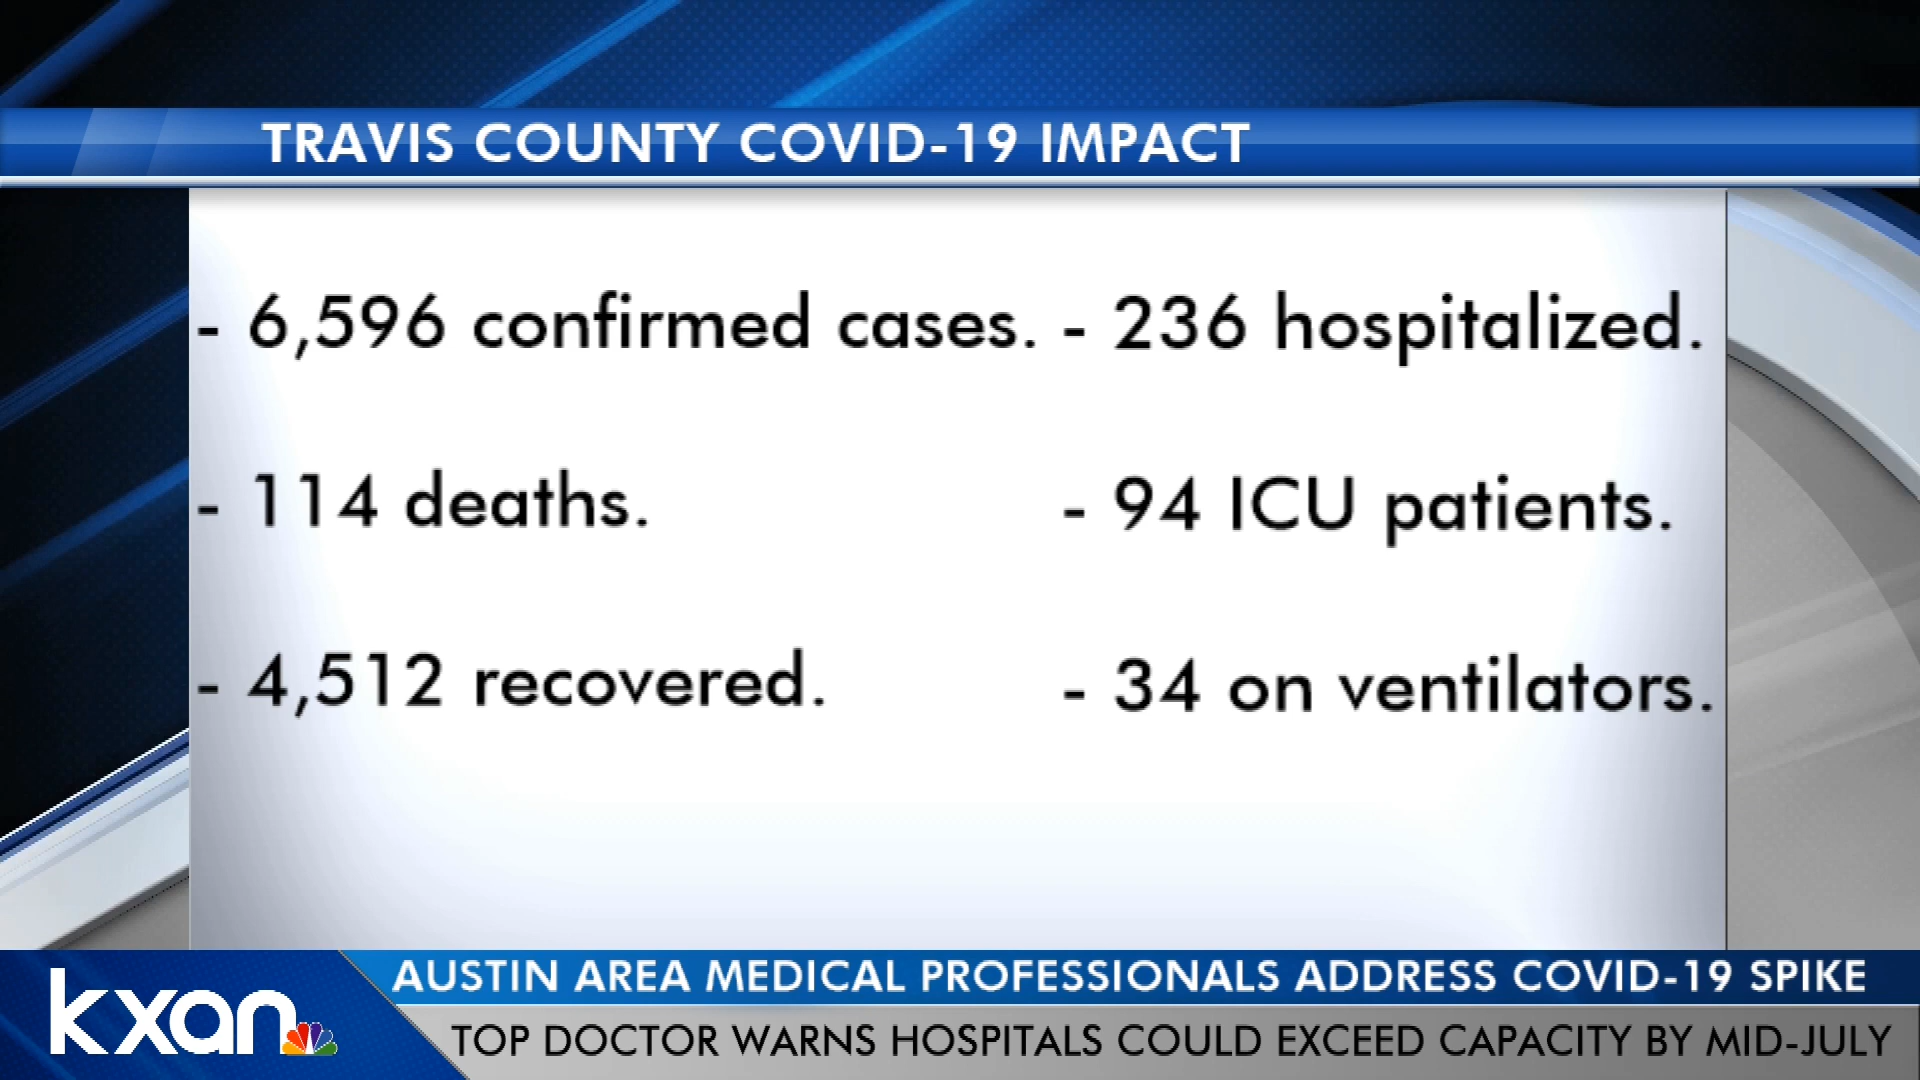 TRAVIS COUNTY COVID-19 IMPACT
- 6,596 confirmed cases.
- 114 deaths.
- 4,512 recovered.
- 236 hospitalized.
- 94 ICU patients.
- 34 on ventilators.
kxan
AUSTIN AREA MEDICAL PROFESSIONALS ADDRESS COVID-19 SPIKE
TOP DOCTOR WARNS HOSPITALS COULD EXCEED CAPACITY BY MID-JULY